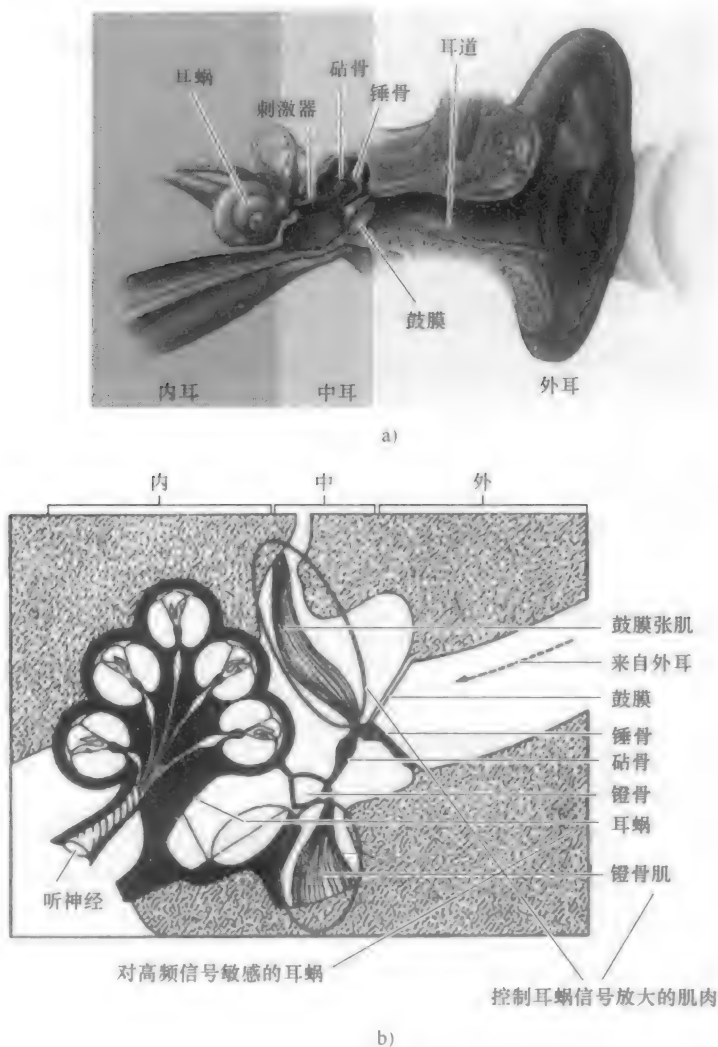 耳道
砧骨
耳蜗
锤骨
刺激器
鼓膜
内耳
中耳
外耳
a)
内
中
外
鼓膜张肌
来自外耳
鼓膜
锤骨
砧骨
镫骨
耳蜗
镫骨肌
听神经
对高频信号敏感的耳蜗
控制耳蜗信号放大的肌肉
b)